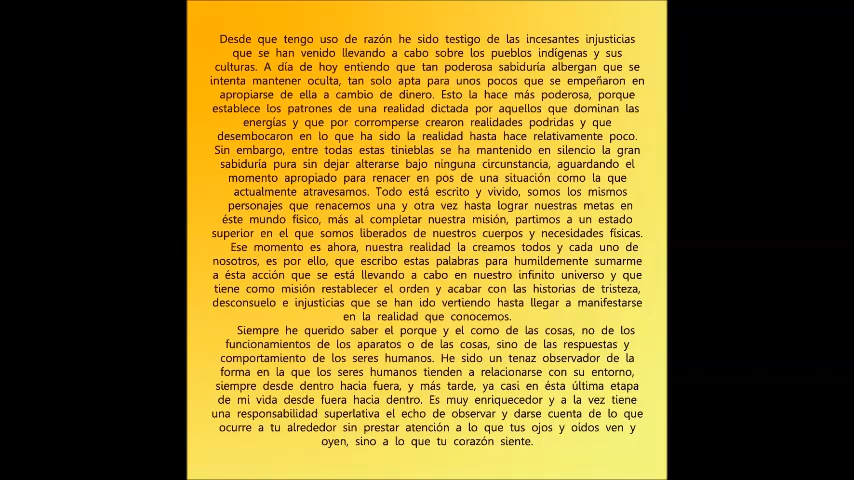 Desde que tengo uso de razón he sido testigo de las incesantes injusticias
que se han venido llevando a cabo sobre los pueblos indígenas y sus
culturas. A día de hoy entiendo que tan poderosa sabiduría albergan que se
intenta mantener oculta, tan solo apta para unos pocos que se empeñaron en
apropiarse de ella a cambio de dinero. Esto la hace más poderosa, porque
establece los patrones de una realidad dictada por aquellos que dominan las
energías y que por corromperse crearon realidades podridas y que
desembocaron en lo que ha sido la realidad hasta hace relativamente poco.
Sin embargo, entre todas estas tinieblas se ha mantenido en silencio la gran
sabiduría pura sin dejar alterarse bajo ninguna circunstancia, aguardando el
momento apropiado para renacer en pos de una situación como la que
actualmente atravesamos. Todo está escrito y vivido, somos los mismos
personajes que renacemos una y otra vez hasta lograr nuestras metas en
éste mundo físico, más al completar nuestra misión, partimos a un estado
superior en el que somos liberados de nuestros cuerpos y necesidades físicas.
Ese momento es ahora, nuestra realidad la creamos todos y cada uno de
nosotros, es por ello, que escribo estas palabras para humildemente sumarme
a ésta acción que se está llevando a cabo en nuestro infinito universo y que
tiene como misión restablecer el orden y acabar con las historias de tristeza,
desconsuelo e injusticias que se han ido vertiendo hasta llegar a manifestarse
en la realidad que conocemos.
Siempre he querido saber el porque y el como de las cosas, no de los
funcionamientos de los aparatos o de las cosas, sino de las respuestas y
comportamiento de los seres humanos. He sido un tenaz observador de la
forma en la que los seres humanos tienden a relacionarse con su entorno,
siempre desde dentro hacia fuera, y más tarde, ya casi en ésta última etapa
de mi vida desde fuera hacia dentro. Es muy enriquecedor y a la vez tiene
una responsabilidad superlativa el echo de observar y darse cuenta de lo que
ocurre a tu alrededor sin prestar atención a lo que tus ojos y oídos ven y
oyen, sino a lo que tu corazón siente.